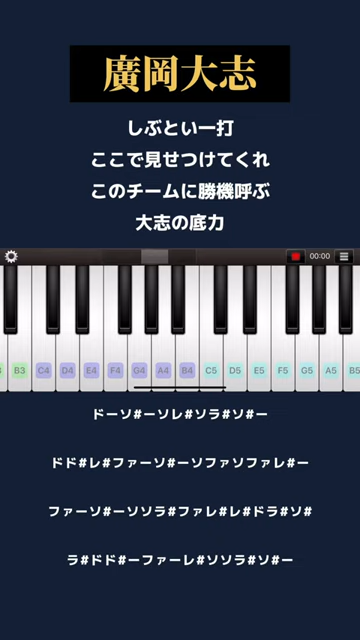 廣岡大志
しぶとい一打
ここで見せつけてくれ
このチームに勝機呼ぶ
大志の底力
00:00
B3 C4 D4 E4 F4 G4 A4 B4 C5 D5 E5 F5 G5 A5 B5
ドーソ#ーソレ#ソラ#ソ#ー
ドド#レ#ファーソ#ーソファソファレ#ー
ファーソ#ーソソラ#ファレ#レ#ドラ#ソ#
ラ#ドド#ーファーレ#ソソラ#ソ#ー